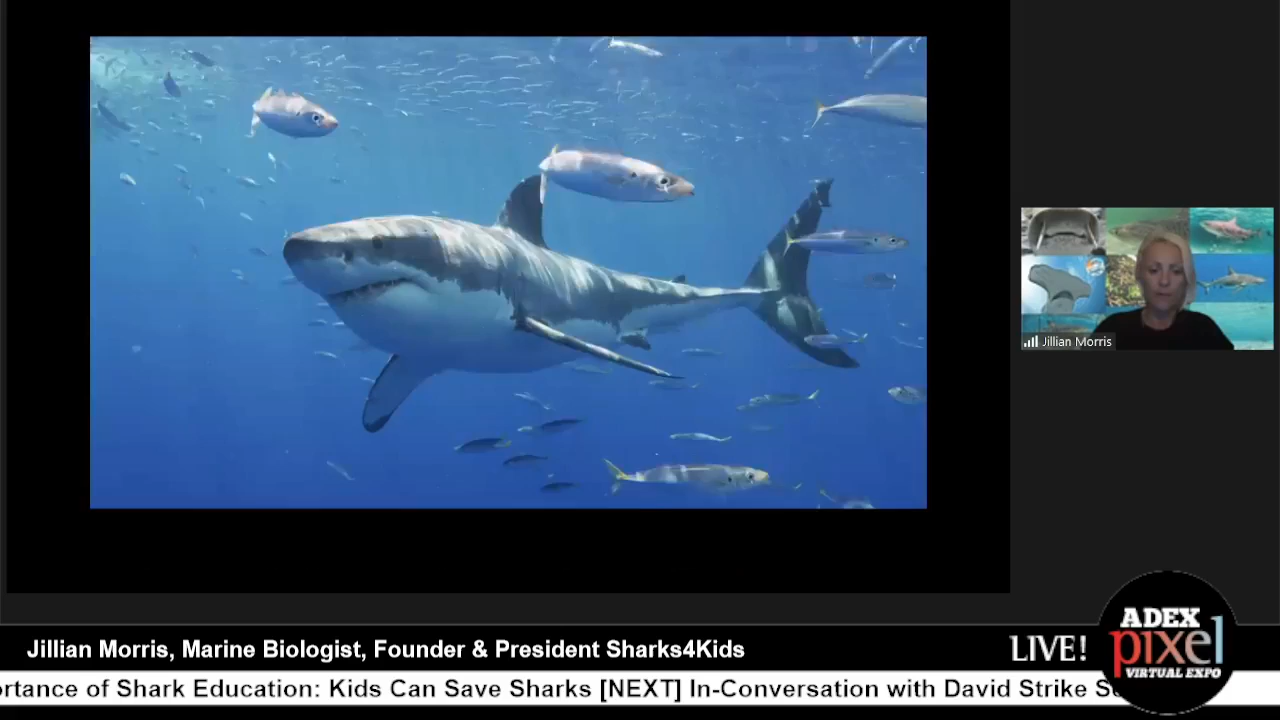 Jillian Morris
Jillian Morris, Marine Biologist, Founder & President Sharks4Kids
LIVE!
ADEX
pixel
VIRTUAL EXPO
of Shark Education: Kids Can Save Sharks [NEXT] In-Conversation with David Strike